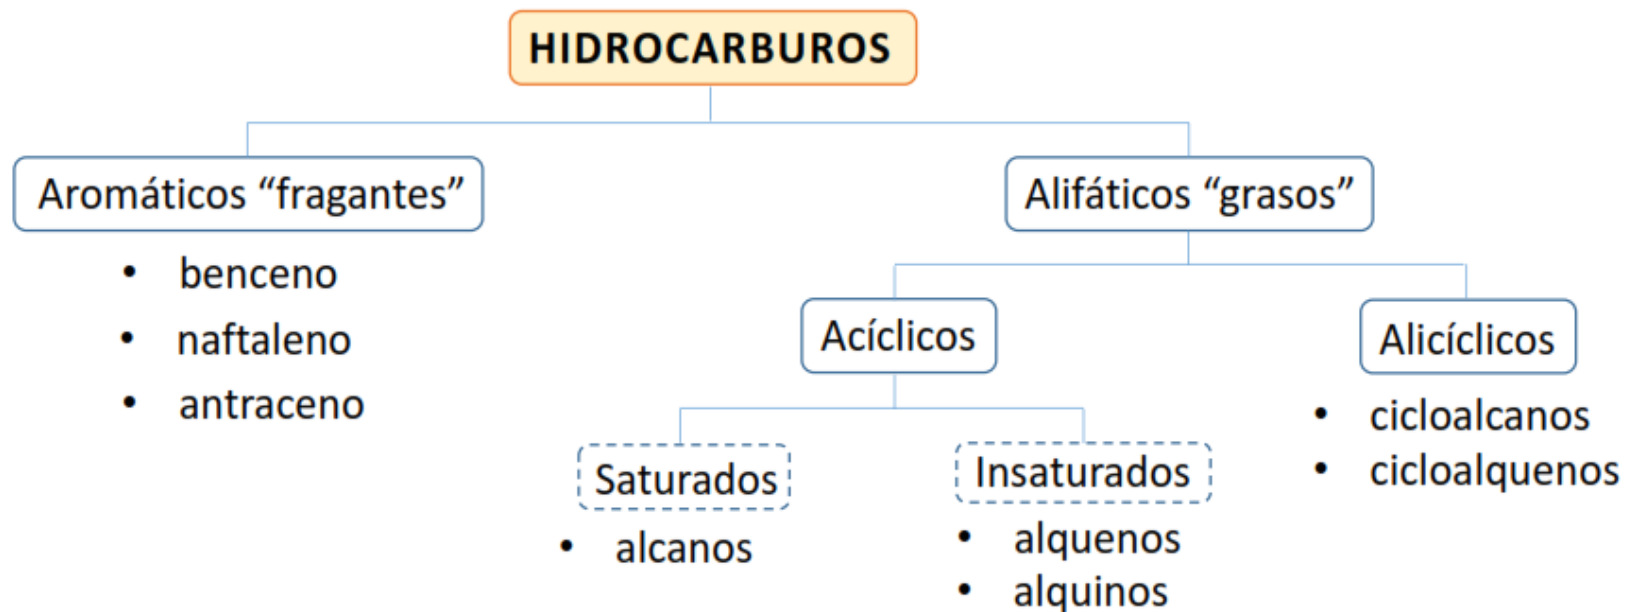 HIDROCARBUROS
Aromáticos “fragantes”
• benceno
• naftaleno
• antraceno
Alifáticos “grasos”
Acíclicos
Saturados
• alcanos
Insaturados
• alquenos
• alquinos
Alicíclicos
• cicloalcanos
• cicloalquenos